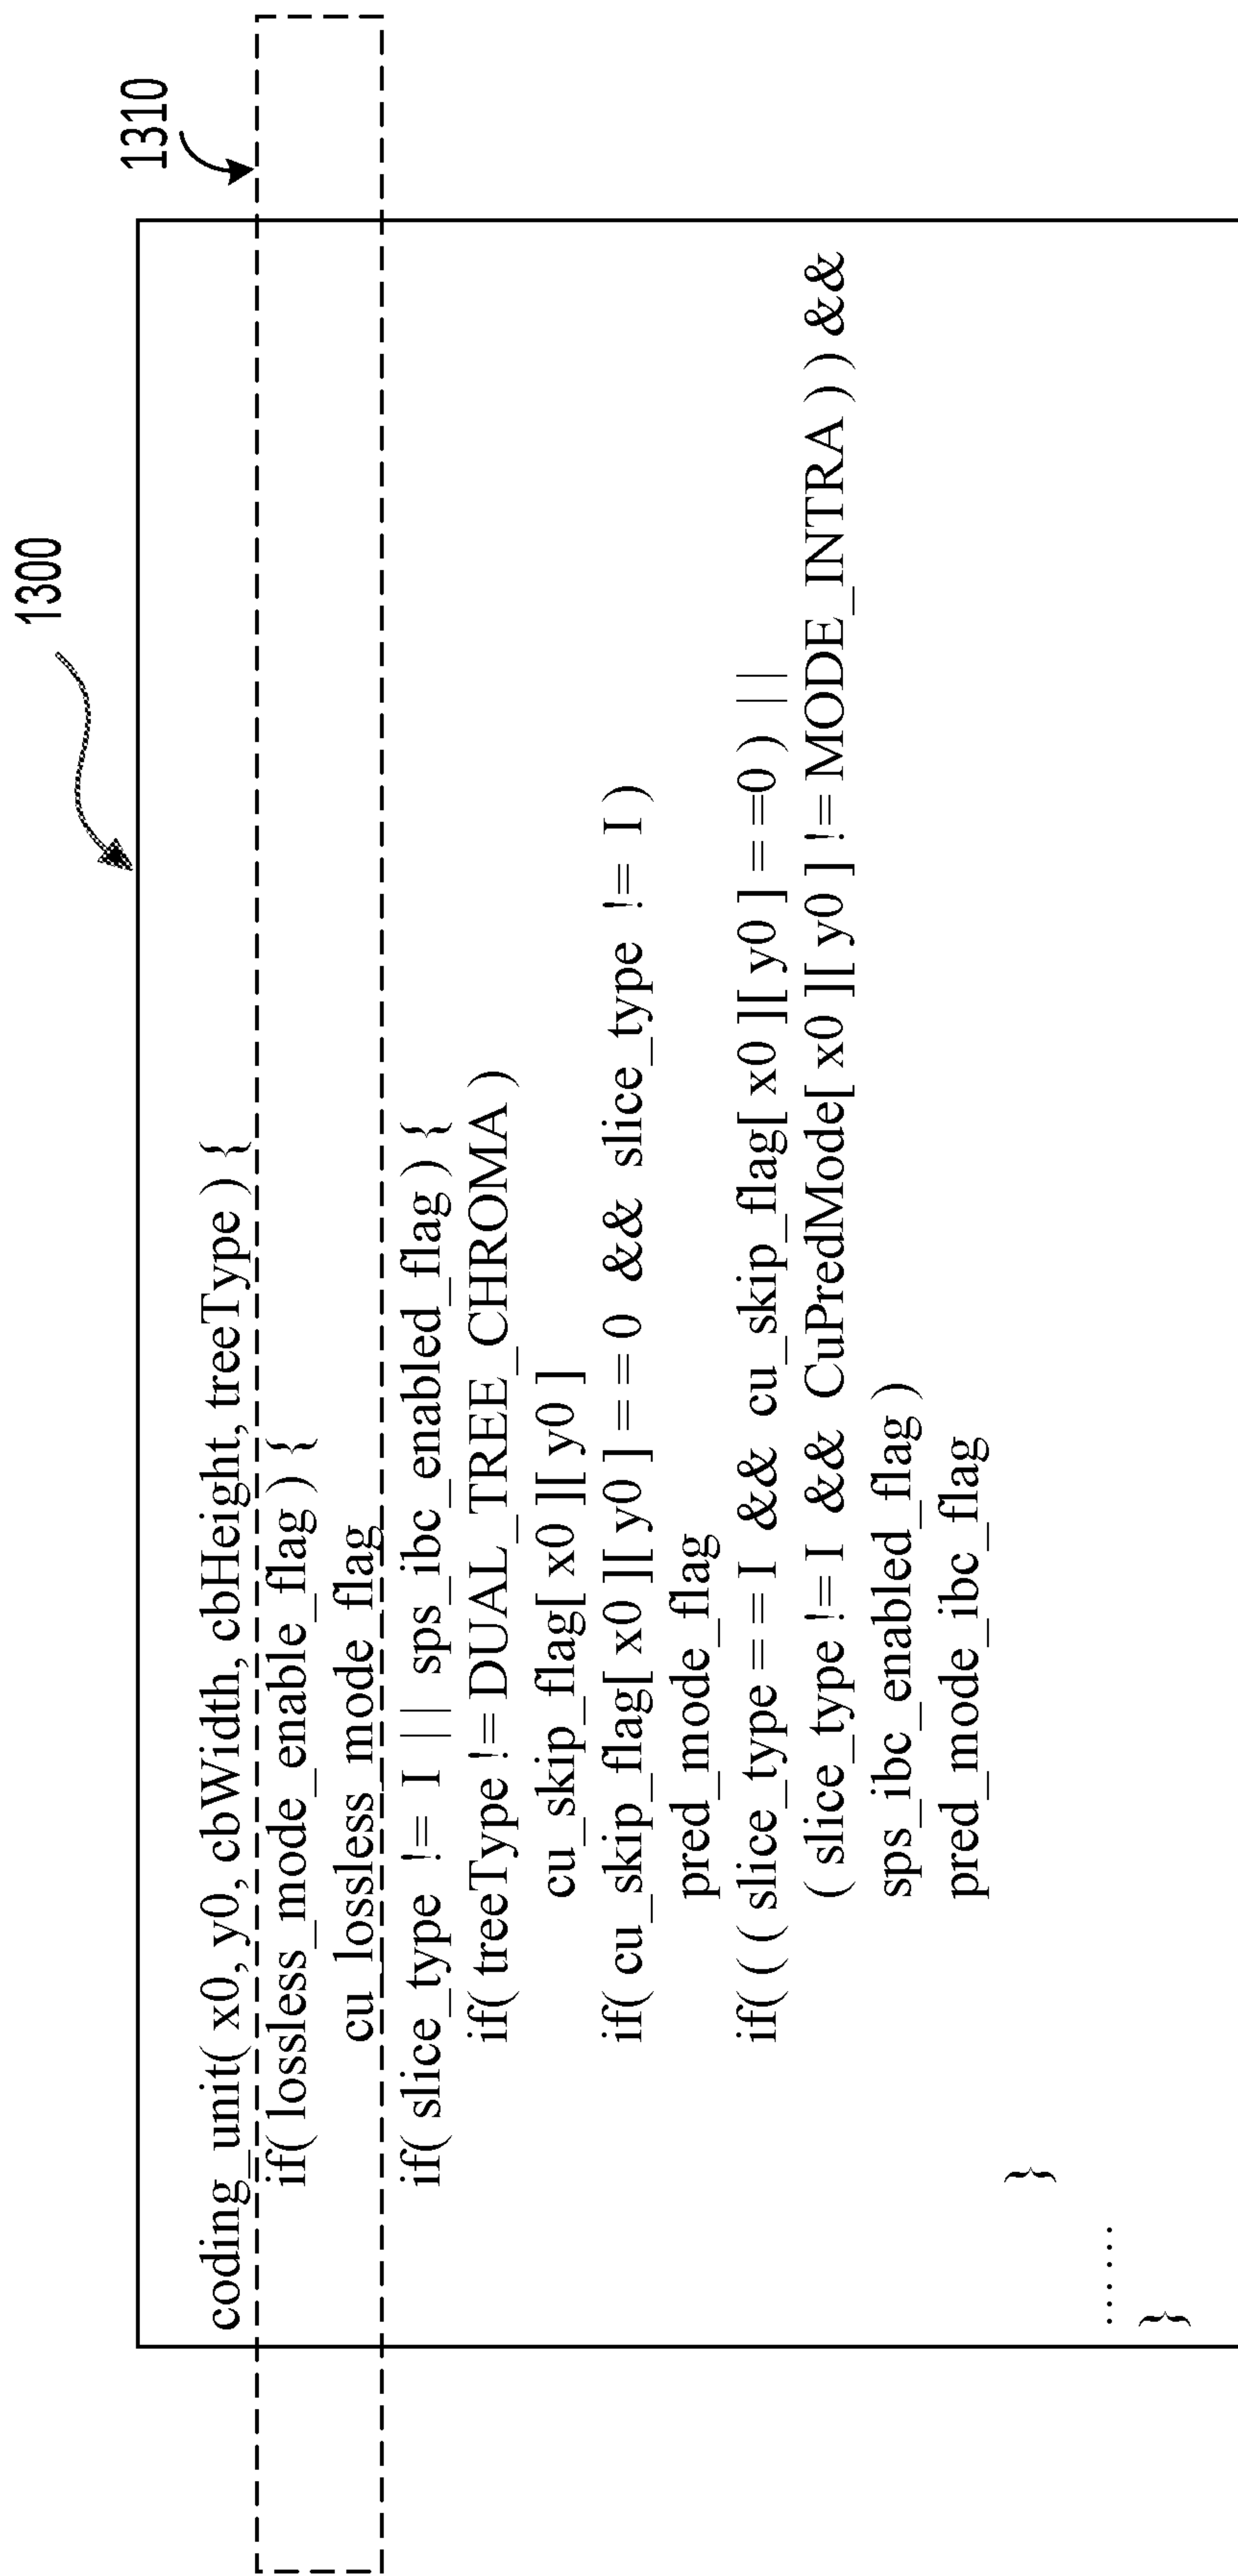 1300
1310
coding_unit( x0, y0, cbWidth, cbHeight, treeType ) {
if( lossless_mode_enable_flag ) {
cu_lossless_mode_flag
if( slice_type != I || sps_ibc_enabled_flag ) {
if( treeType != DUAL_TREE_CHROMA )
cu_skip_flag[ x0 ][ y0 ]
if( cu_skip_flag[ x0 ][ y0 ] = = 0 && slice_type != I )
pred_mode_flag
if( ( ( slice_type = = I && cu_skip_flag[ x0 ][ y0 ] = =0 ) ||
( slice_type != I && CuPredMode[ x0 ][ y0 ] != MODE_INTRA ) ) &&
sps_ibc_enabled_flag )
pred_mode_ibc_flag
}
......
}